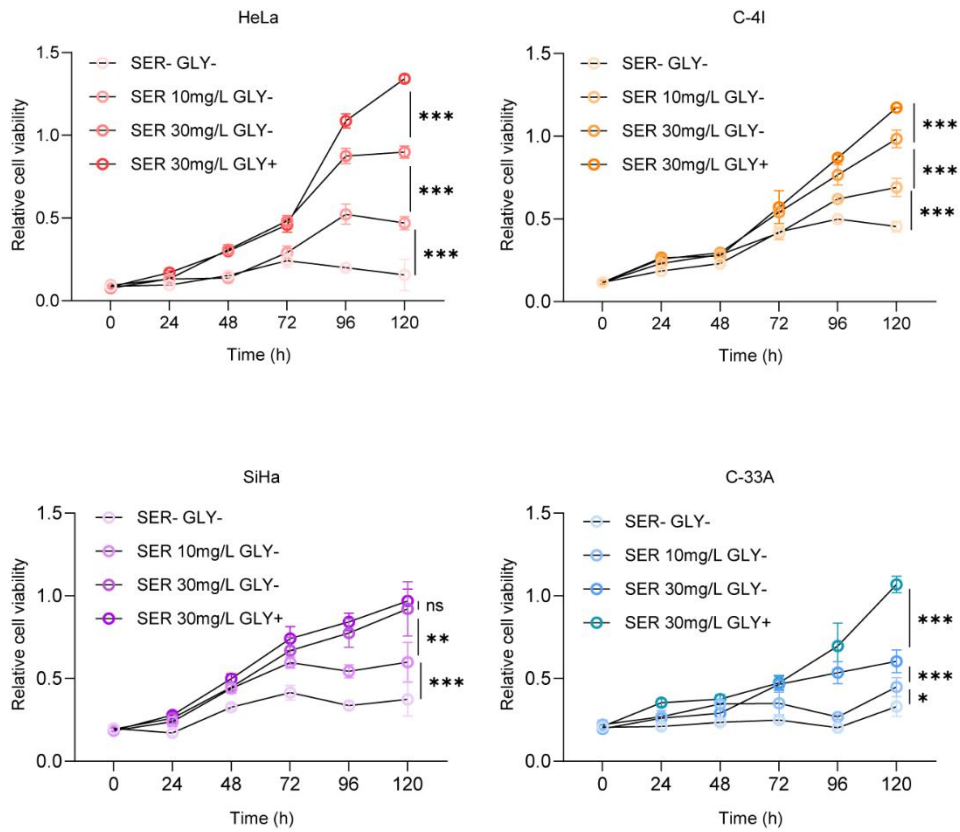 HeLa
Relative cell viability
1.5
1.0
0.5
0.0
SER- GLY-
SER 10mg/L GLY-
SER 30mg/L GLY-
SER 30mg/L GLY+
***
***
***
0 24 48 72 96 120
Time (h)
C-4I
Relative cell viability
1.5
1.0
0.5
0.0
SER- GLY-
SER 10mg/L GLY-
SER 30mg/L GLY-
SER 30mg/L GLY+
***
***
***
0 24 48 72 96 120
Time (h)
SiHa
Relative cell viability
1.5
1.0
0.5
0.0
SER- GLY-
SER 10mg/L GLY-
SER 30mg/L GLY-
SER 30mg/L GLY+
ns
**
***
0 24 48 72 96 120
Time (h)
C-33A
Relative cell viability
1.5
1.0
0.5
0.0
SER- GLY-
SER 10mg/L GLY-
SER 30mg/L GLY-
SER 30mg/L GLY+
***
***
*
0 24 48 72 96 120
Time (h)